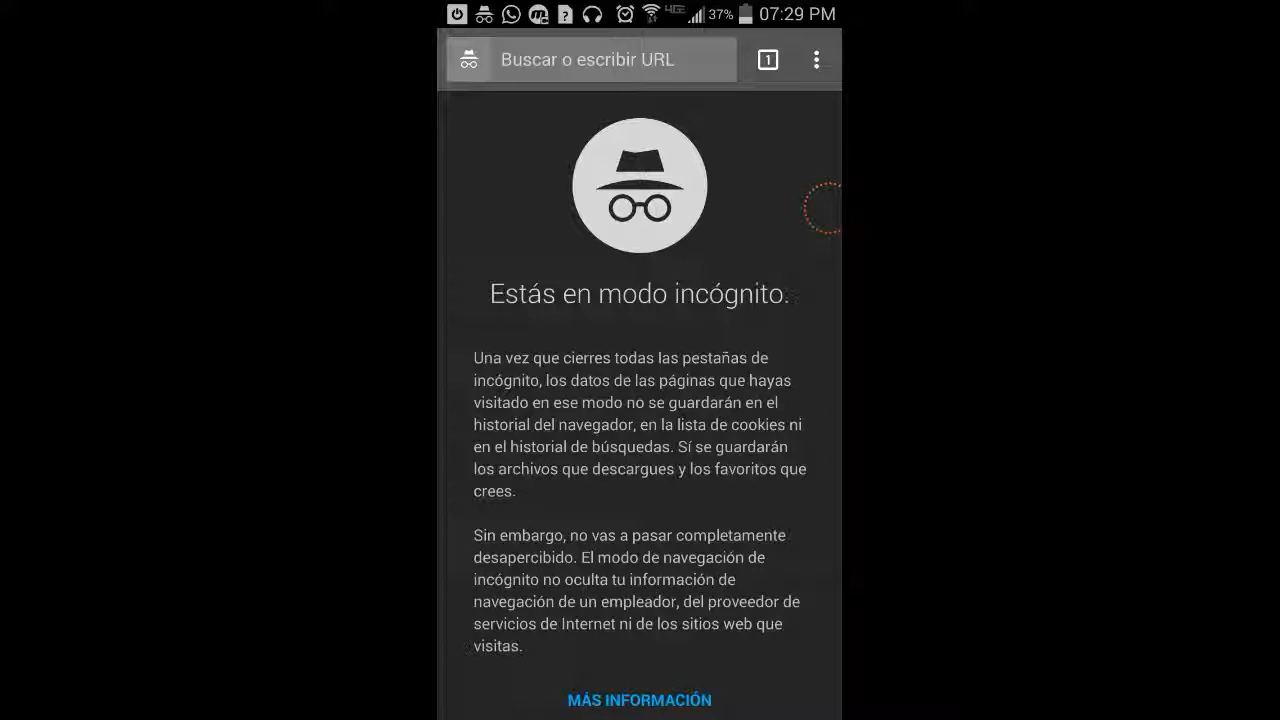 37% 07:29 PM
Buscar o escribir URL 1
Estás en modo incógnito.
Una vez que cierres todas las pestañas de
incógnito, los datos de las páginas que hayas
visitado en ese modo no se guardarán en el
historial del navegador, en la lista de cookies ni
en el historial de búsquedas. Sí se guardarán
los archivos que descargues y los favoritos que
crees.
Sin embargo, no vas a pasar completamente
desapercibido. El modo de navegación de
incógnito no oculta tu información de
navegación de un empleador, del proveedor de
servicios de Internet ni de los sitios web que
visitas.
MÁS INFORMACIÓN